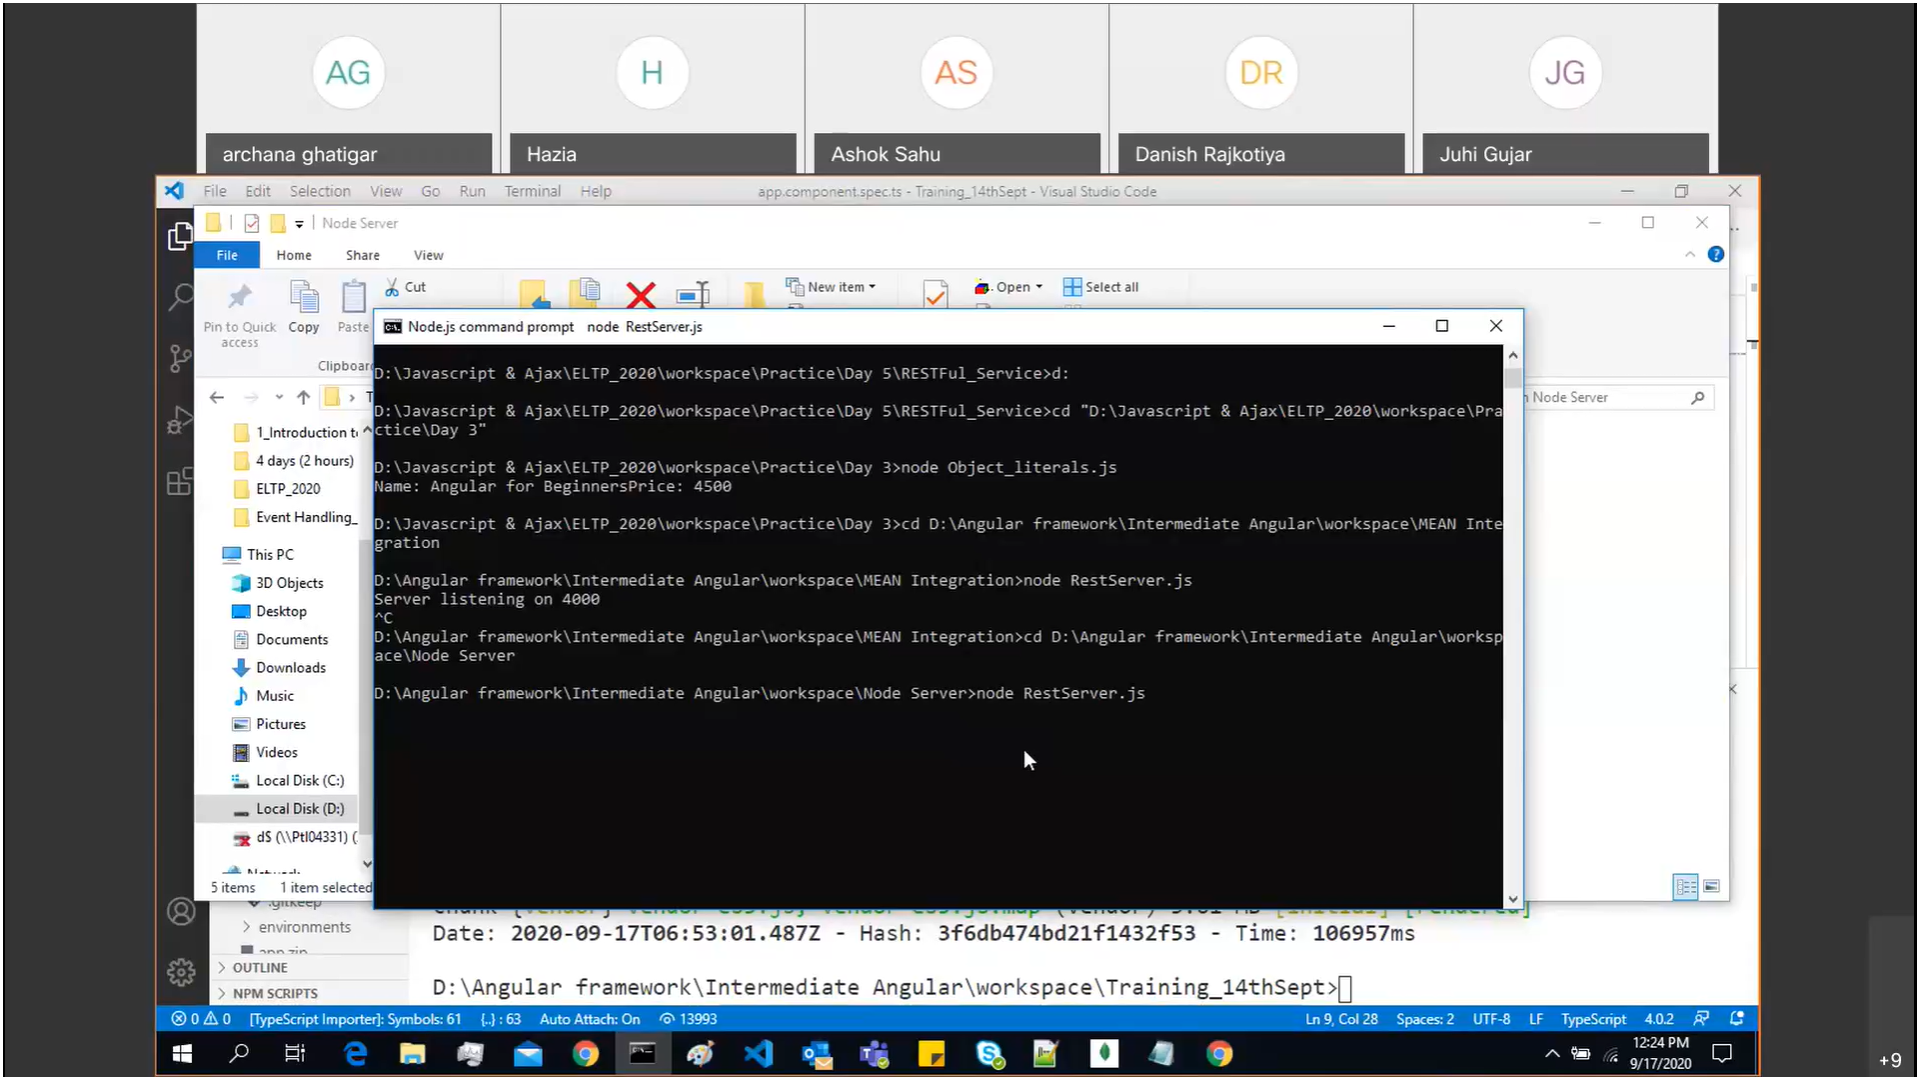 AG
H
AS
DR
JG
archana ghatigar
Hazia
Ashok Sahu
Danish Rajkotiya
Juhi Gujar
File Edit Selection View Go Run Terminal Help
app.component.spec.ts - Training_14thSept - Visual Studio Code
Node Server
File Home Share View
Pin to Quick access
Copy
Paste
Cut
New item
Open
Select all
Clipboard
Node.js command prompt node RestServer.js
Node Server
D:\Javascript & Ajax\ELTP_2020\workspace\Practice\Day 5\RESTFul_Service>d:
D:\Javascript & Ajax\ELTP_2020\workspace\Practice\Day 5\RESTFul_Service>cd "D:\Javascript & Ajax\ELTP_2020\workspace\Pra
ctice\Day 3"
D:\Javascript & Ajax\ELTP_2020\workspace\Practice\Day 3>node Object_literals.js
Name: Angular for BeginnersPrice: 4500
D:\Javascript & Ajax\ELTP_2020\workspace\Practice\Day 3>cd D:\Angular framework\Intermediate Angular\workspace\MEAN Inte
gration
D:\Angular framework\Intermediate Angular\workspace\MEAN Integration>node RestServer.js
Server listening on 4000
^C
D:\Angular framework\Intermediate Angular\workspace\MEAN Integration>cd D:\Angular framework\Intermediate Angular\worksp
ace\Node Server
D:\Angular framework\Intermediate Angular\workspace\Node Server>node RestServer.js
1_Introduction to
4 days (2 hours)
ELTP_2020
Event Handling_
This PC
3D Objects
Desktop
Documents
Downloads
Music
Pictures
Videos
Local Disk (C:)
Local Disk (D:)
d$ (\\Ptl04331) (
5 items 1 item selected
.gitkeep
environments
app.zip
OUTLINE
NPM SCRIPTS
Date: 2020-09-17T06:53:01.487Z - Hash: 3f6db474bd21f1432f53 - Time: 106957ms
D:\Angular framework\Intermediate Angular\workspace\Training_14thSept>
0 0 [TypeScript Importer]: Symbols: 61 {..} : 63 Auto Attach: On 13993
Ln 9, Col 28 Spaces: 2 UTF-8 LF TypeScript 4.0.2
12:24 PM
9/17/2020
+9